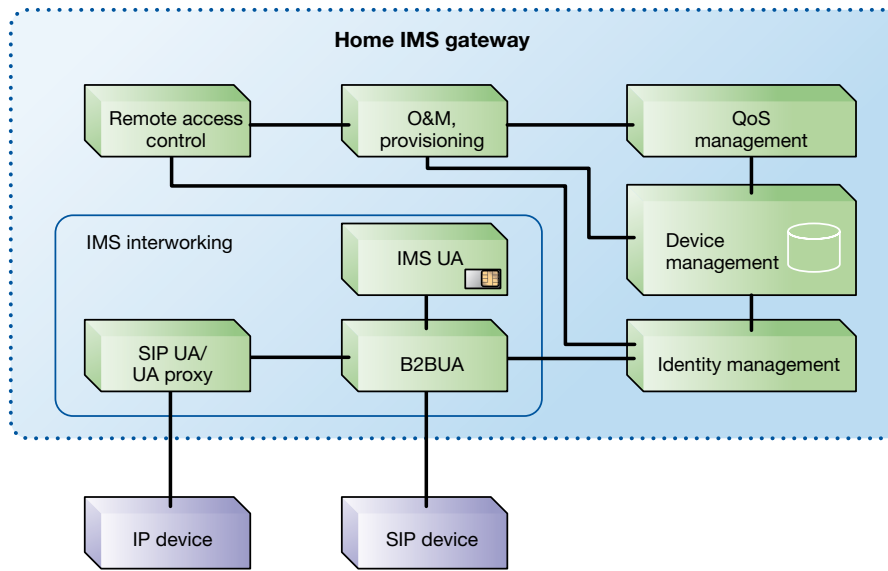 Home IMS gateway
Remote access
control
O&M,
provisioning
QoS
management
IMS interworking
IMS UA
Device
management
SIP UA/
UA proxy
B2BUA
Identity management
IP device
SIP device